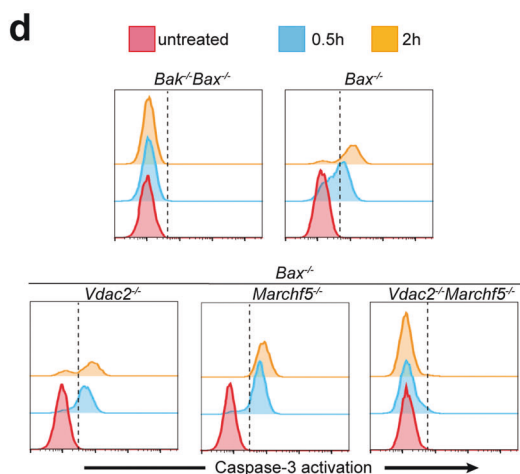 d
untreated 0.5h 2h
Bak-/-Bax-/- Bax-/-
Bax-/-
Vdac2-/- Marchf5-/- Vdac2-/-Marchf5-/-
Caspase-3 activation